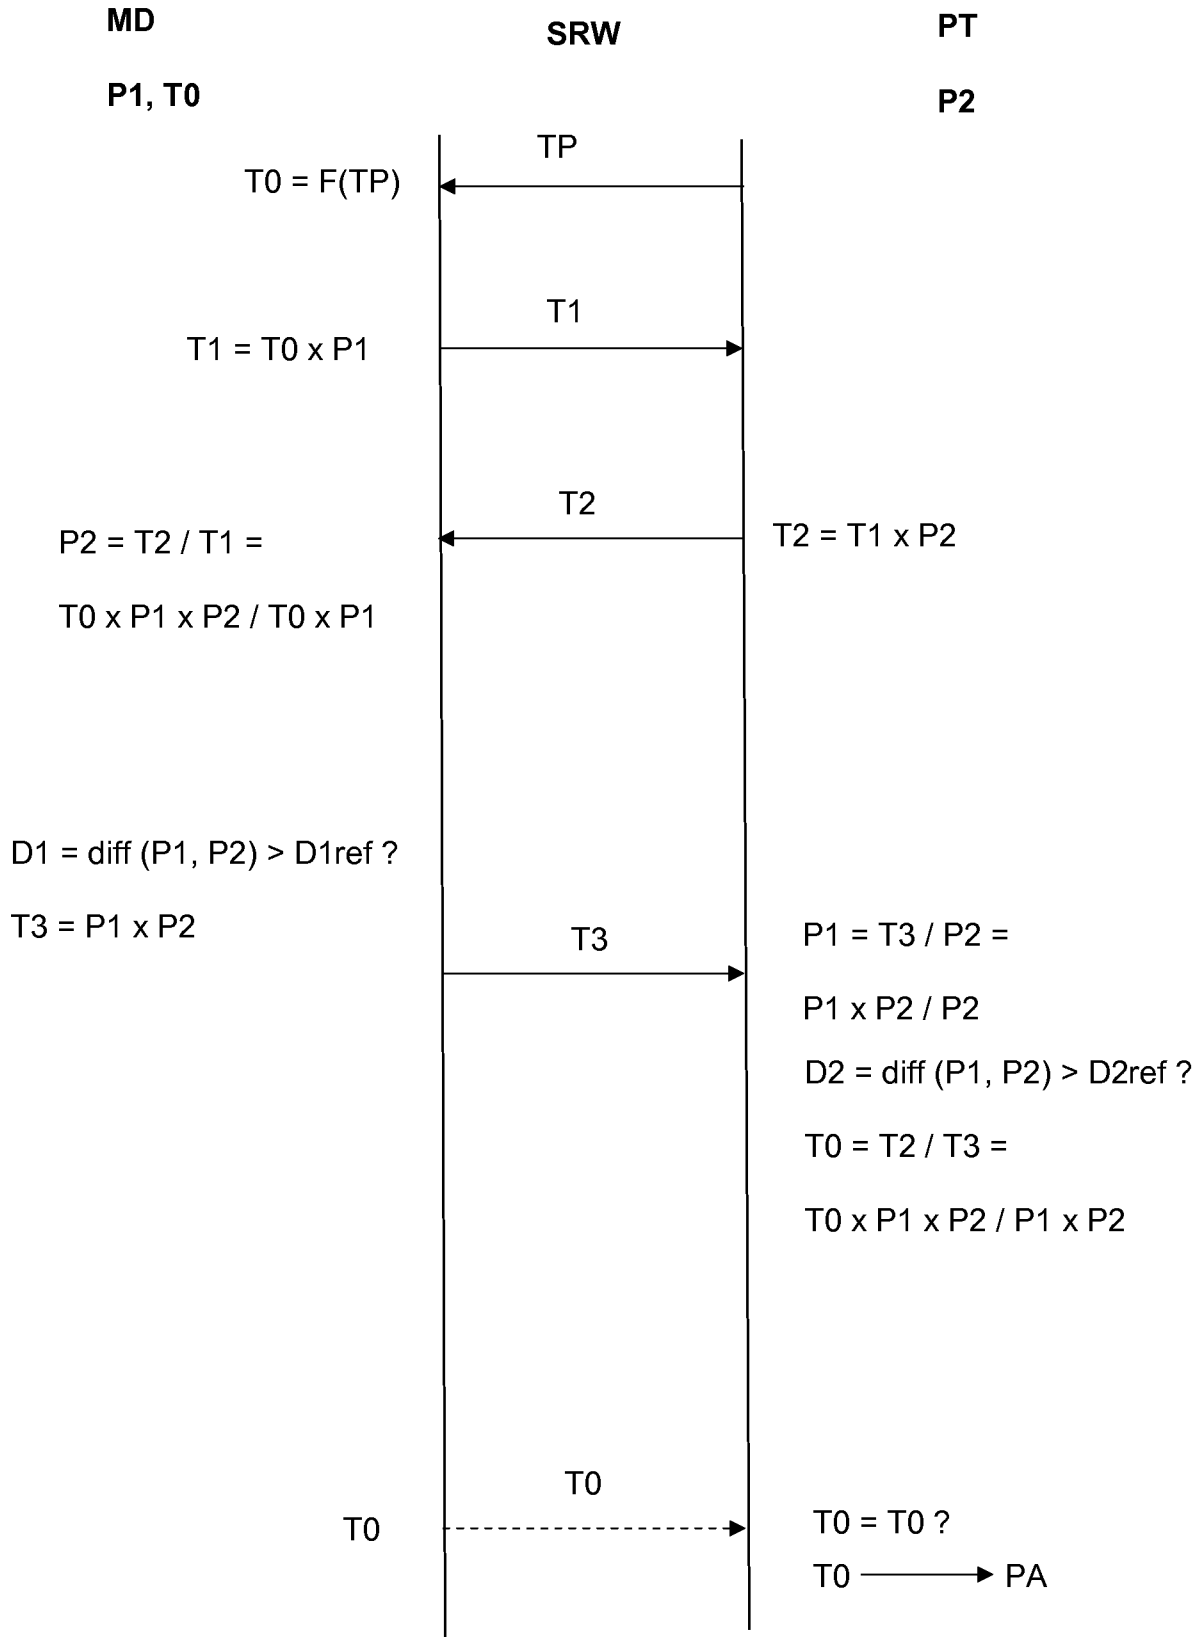 MD
SRW
PT
P1, T0
P2
TP
T0 = F(TP)
T1
T1 = T0 x P1
T2
P2 = T2 / T1 =
T2 = T1 x P2
T0 x P1 x P2 / T0 x P1
D1 = diff (P1, P2) > D1ref ?
T3 = P1 x P2
T3
P1 = T3 / P2 =
P1 x P2 / P2
D2 = diff (P1, P2) > D2ref ?
T0 = T2 / T3 =
T0 x P1 x P2 / P1 x P2
T0
T0
T0 = T0 ?
T0 → PA